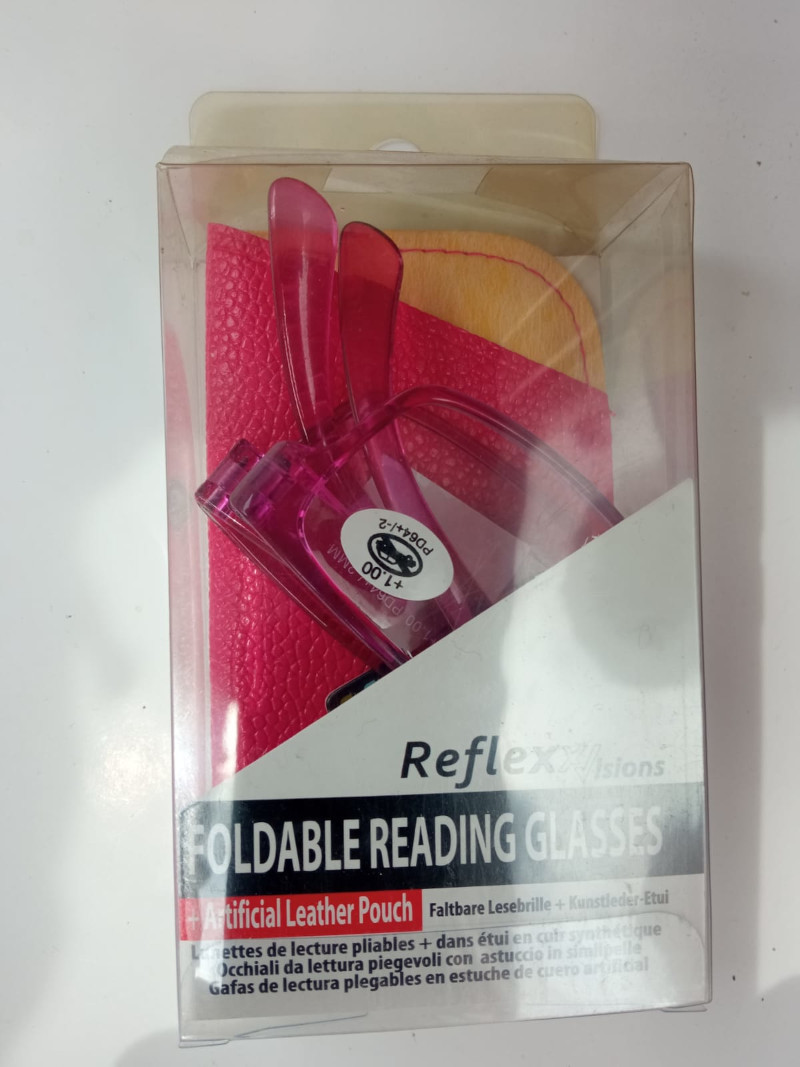 +1.00
PD64+/-2
Reflexx Visions
FOLDABLE READING GLASSES
+ Artificial Leather Pouch
Faltbare Lesebrille + Kunstleder-Etui
Lunettes de lecture pliables + dans étui en cuir synthétique
Occhiali da lettura piegevoli con astuccio in similpelle
Gafas de lectura plegables en estuche de cuero artificial